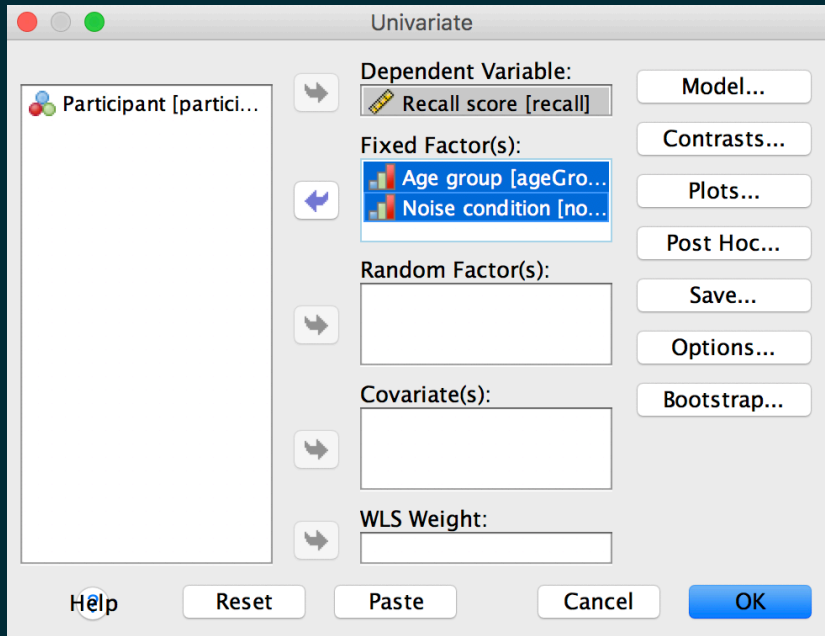 Univariate
Participant [partici...
Dependent Variable:
Recall score [recall]
Fixed Factor(s):
Age group [ageGro...
Noise condition [no...
Random Factor(s):
Covariate(s):
WLS Weight:
Model...
Contrasts...
Plots...
Post Hoc...
Save...
Options...
Bootstrap...
Help
Reset
Paste
Cancel
OK